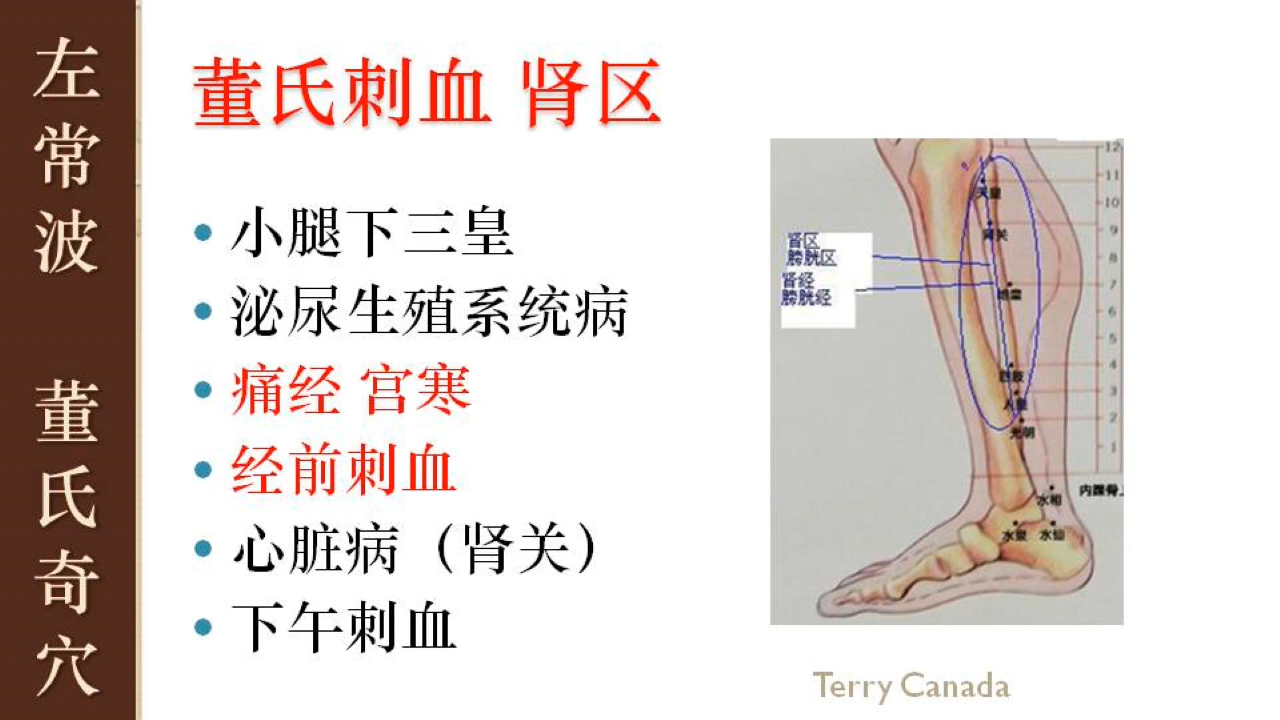 左常波 董氏奇穴
董氏刺血 肾区
小腿下三皇
泌尿生殖系统病
痛经 宫寒
经前刺血
心脏病（肾关）
下午刺血
肾区
膀胱区
肾经
膀胱经
天皇
肾关
地皇
人皇
光明
水相
水泉 水仙
内踝骨上
12
11
10
9
8
7
6
5
4
3
2
1
Terry Canada